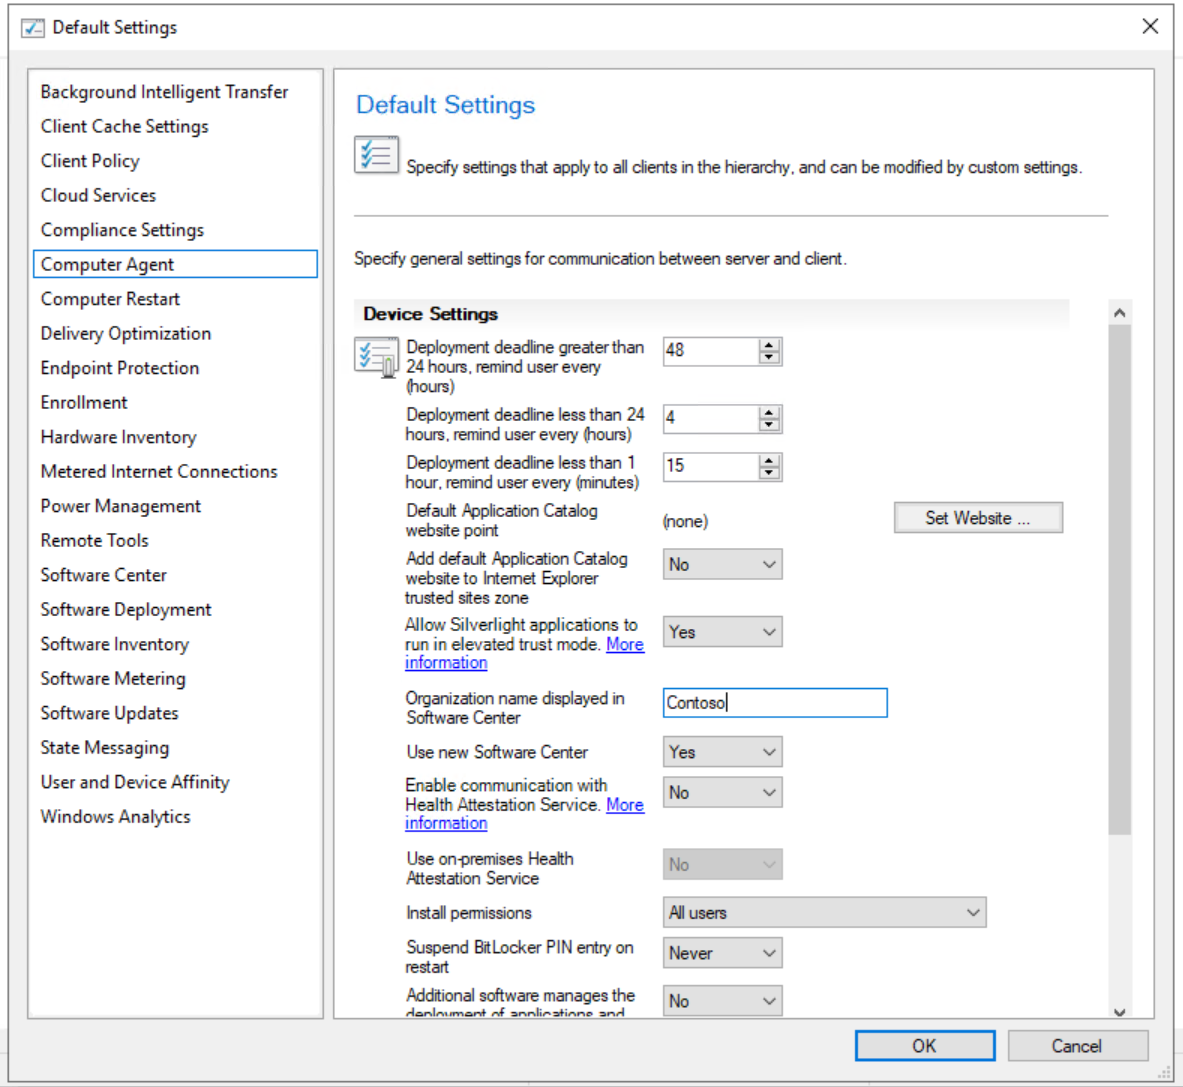 Default Settings
Background Intelligent Transfer
Client Cache Settings
Client Policy
Cloud Services
Compliance Settings
Computer Agent
Computer Restart
Delivery Optimization
Endpoint Protection
Enrollment
Hardware Inventory
Metered Internet Connections
Power Management
Remote Tools
Software Center
Software Deployment
Software Inventory
Software Metering
Software Updates
State Messaging
User and Device Affinity
Windows Analytics
Default Settings
Specify settings that apply to all clients in the hierarchy, and can be modified by custom settings.
Specify general settings for communication between server and client.
Device Settings
Deployment deadline greater than
24 hours, remind user every
(hours)
48
Deployment deadline less than 24
hours, remind user every (hours)
4
Deployment deadline less than 1
hour, remind user every (minutes)
15
Default Application Catalog
website point
(none)
Set Website ...
Add default Application Catalog
website to Internet Explorer
trusted sites zone
No
Allow Silverlight applications to
run in elevated trust mode. More
information
Yes
Organization name displayed in
Software Center
Contoso
Use new Software Center
Yes
Enable communication with
Health Attestation Service. More
information
No
Use on-premises Health
Attestation Service
No
Install permissions
All users
Suspend BitLocker PIN entry on
restart
Never
Additional software manages the
deployment of applications and
No
OK
Cancel